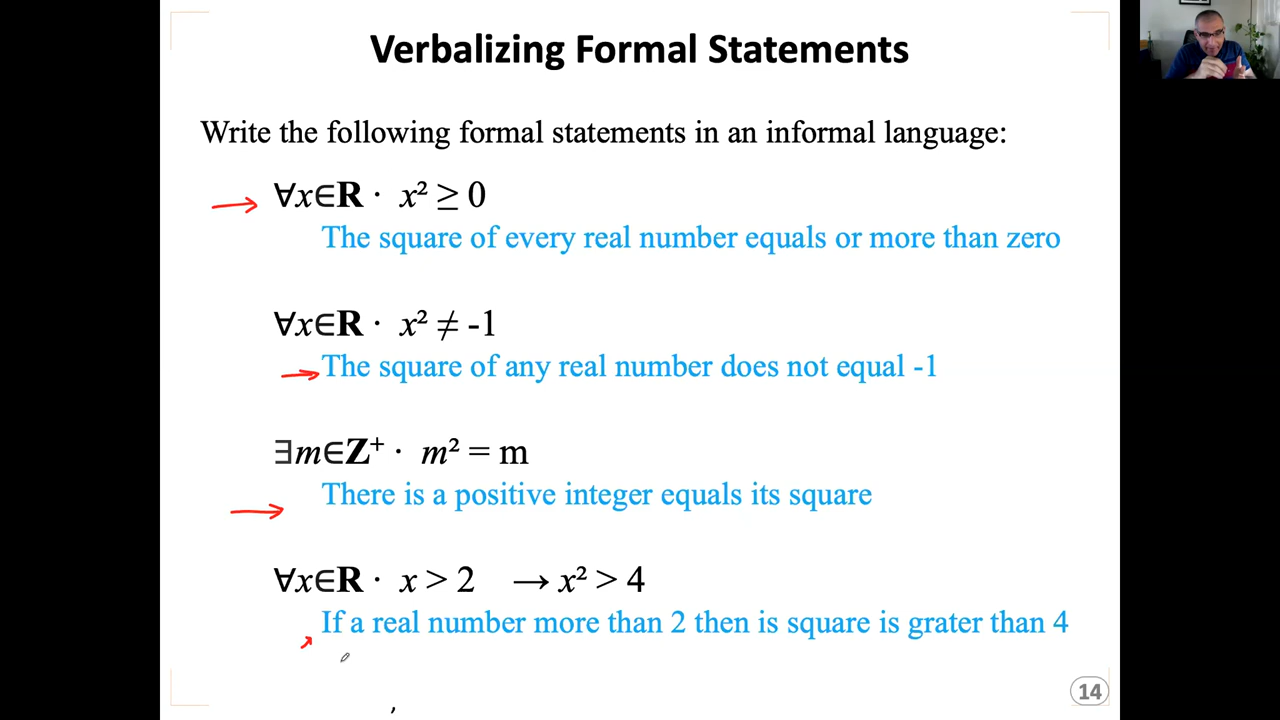 Verbalizing Formal Statements
Write the following formal statements in an informal language:
∀x∈R · x² ≥ 0
The square of every real number equals or more than zero
∀x∈R · x² ≠ -1
The square of any real number does not equal -1
∃m∈Z⁺ · m² = m
There is a positive integer equals its square
∀x∈R · x > 2 → x² > 4
If a real number more than 2 then is square is grater than 4
14